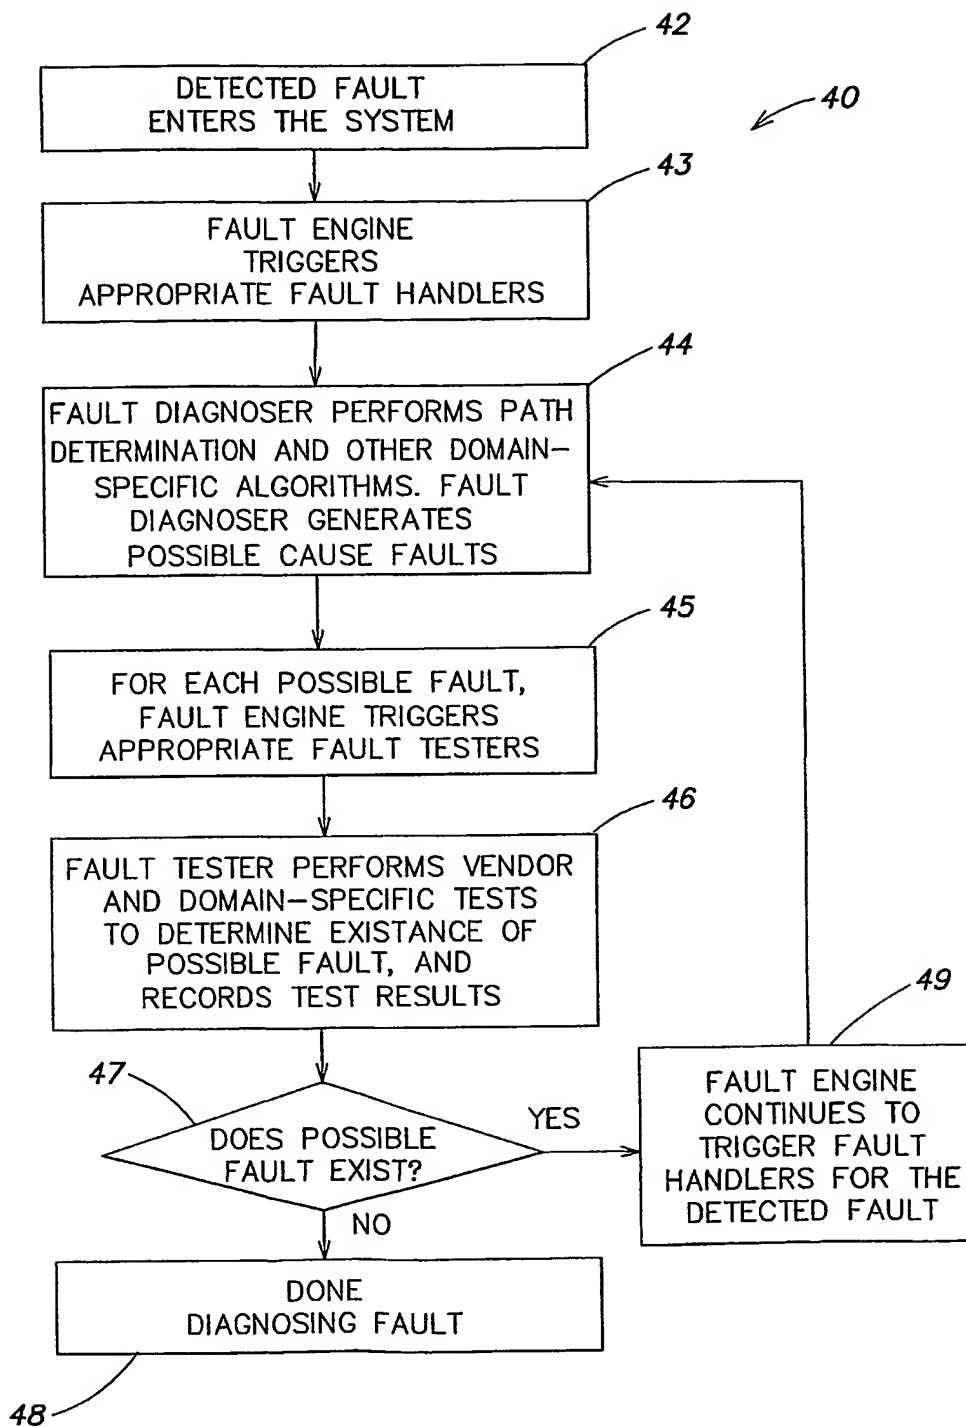 42
DETECTED FAULT
ENTERS THE SYSTEM
40
43
FAULT ENGINE
TRIGGERS
APPROPRIATE FAULT HANDLERS
44
FAULT DIAGNOSER PERFORMS PATH
DETERMINATION AND OTHER DOMAIN-
SPECIFIC ALGORITHMS. FAULT
DIAGNOSER GENERATES
POSSIBLE CAUSE FAULTS
45
FOR EACH POSSIBLE FAULT,
FAULT ENGINE TRIGGERS
APPROPRIATE FAULT TESTERS
46
FAULT TESTER PERFORMS VENDOR
AND DOMAIN-SPECIFIC TESTS
TO DETERMINE EXISTANCE OF
POSSIBLE FAULT, AND
RECORDS TEST RESULTS
47
DOES POSSIBLE
FAULT EXIST?
YES
49
FAULT ENGINE
CONTINUES TO
TRIGGER FAULT
HANDLERS FOR THE
DETECTED FAULT
NO
DONE
DIAGNOSING FAULT
48